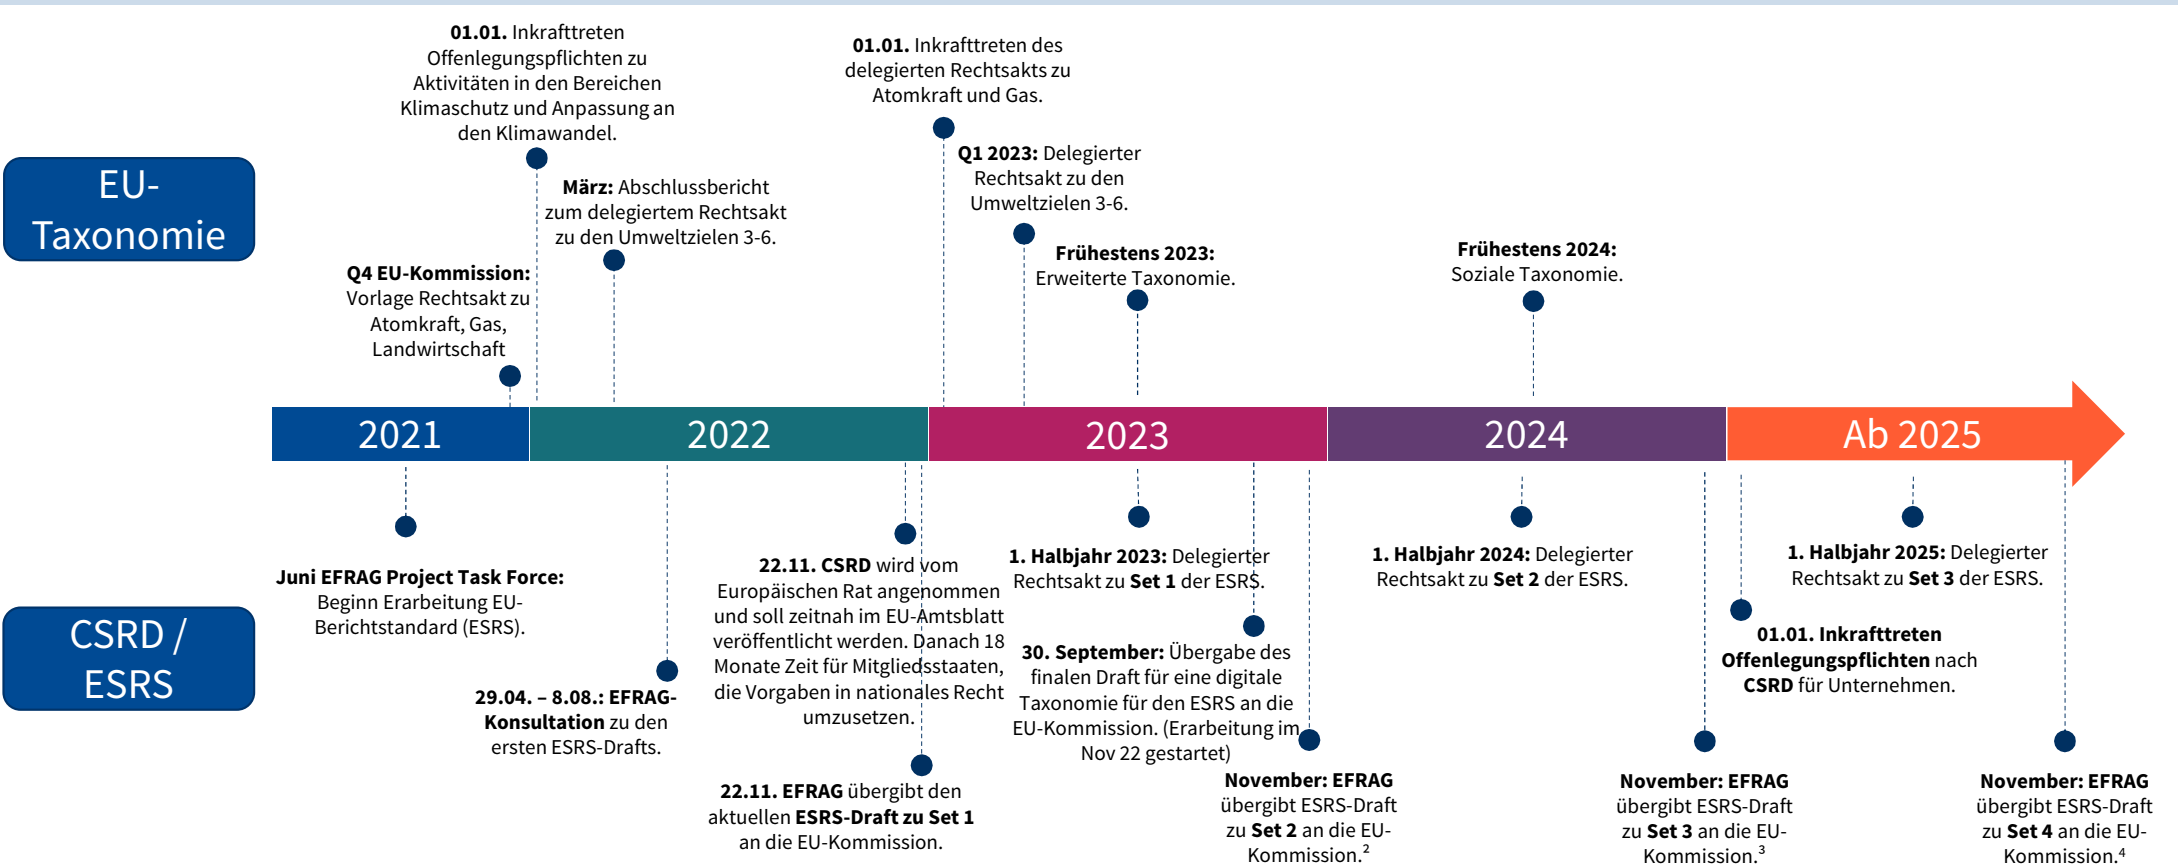 01.01. Inkrafttreten
Offenlegungspflichten zu
Aktivitäten in den Bereichen
Klimaschutz und Anpassung an
den Klimawandel.
01.01. Inkrafttreten des
delegierten Rechtsakts zu
Atomkraft und Gas.
EU-
Taxonomie
März: Abschlussbericht
zum delegiertem Rechtsakt
zu den Umweltzielen 3-6.
Q1 2023: Delegierter
Rechtsakt zu den
Umweltzielen 3-6.
Q4 EU-Kommission:
Vorlage Rechtsakt zu
Atomkraft, Gas,
Landwirtschaft
Frühestens 2023:
Erweiterte Taxonomie.
Frühestens 2024:
Soziale Taxonomie.
2021
2022
2023
2024
Ab 2025
CSRD /
ESRS
Juni EFRAG Project Task Force:
Beginn Erarbeitung EU-
Berichtstandard (ESRS).
29.04. – 8.08.: EFRAG-
Konsultation zu den
ersten ESRS-Drafts.
22.11. CSRD wird vom
Europäischen Rat angenommen
und soll zeitnah im EU-Amtsblatt
veröffentlicht werden. Danach 18
Monate Zeit für Mitgliedsstaaten,
die Vorgaben in nationales Recht
umzusetzen.
22.11. EFRAG übergibt den
aktuellen ESRS-Draft zu Set 1
an die EU-Kommission.
1. Halbjahr 2023: Delegierter
Rechtsakt zu Set 1 der ESRS.
30. September: Übergabe des
finalen Draft für eine digitale
Taxonomie für den ESRS an die
EU-Kommission. (Erarbeitung im
Nov 22 gestartet)
November: EFRAG
übergibt ESRS-Draft
zu Set 2 an die EU-
Kommission.²
1. Halbjahr 2024: Delegierter
Rechtsakt zu Set 2 der ESRS.
November: EFRAG
übergibt ESRS-Draft
zu Set 3 an die EU-
Kommission.³
01.01. Inkrafttreten
Offenlegungspflichten nach
CSRD für Unternehmen.
1. Halbjahr 2025: Delegierter
Rechtsakt zu Set 3 der ESRS.
November: EFRAG
übergibt ESRS-Draft
zu Set 4 an die EU-
Kommission.⁴